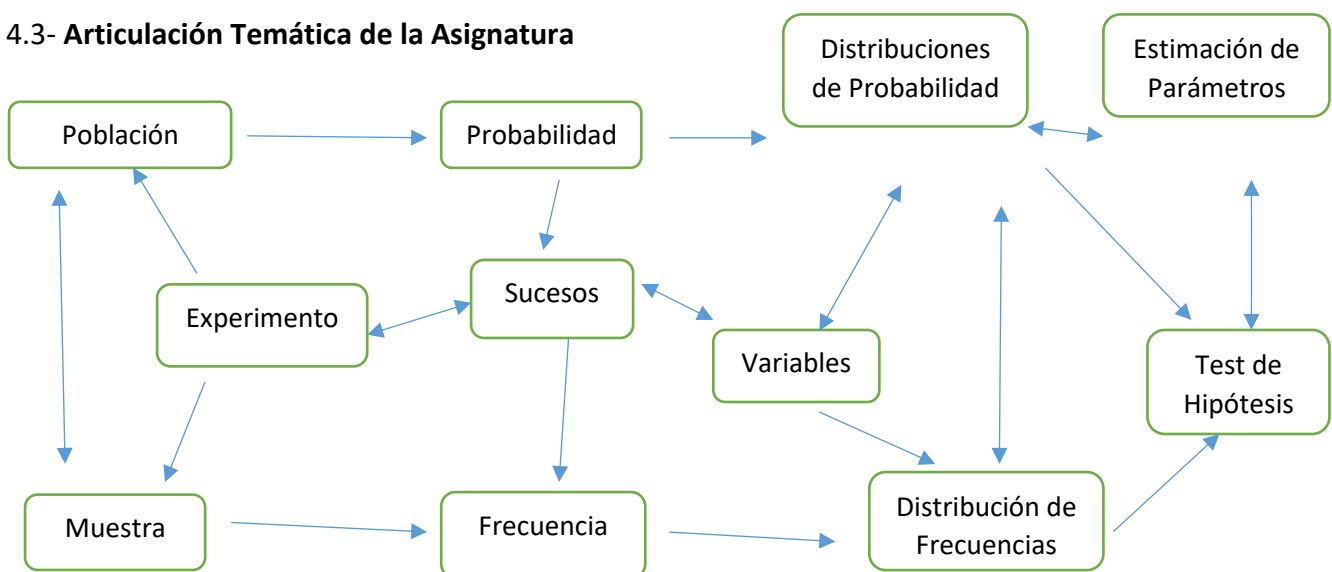 4.3- Articulación Temática de la Asignatura
Distribuciones
de Probabilidad
Estimación de
Parámetros
Población
Probabilidad
Sucesos
Experimento
Variables
Test de
Hipótesis
Muestra
Frecuencia
Distribución de
Frecuencias